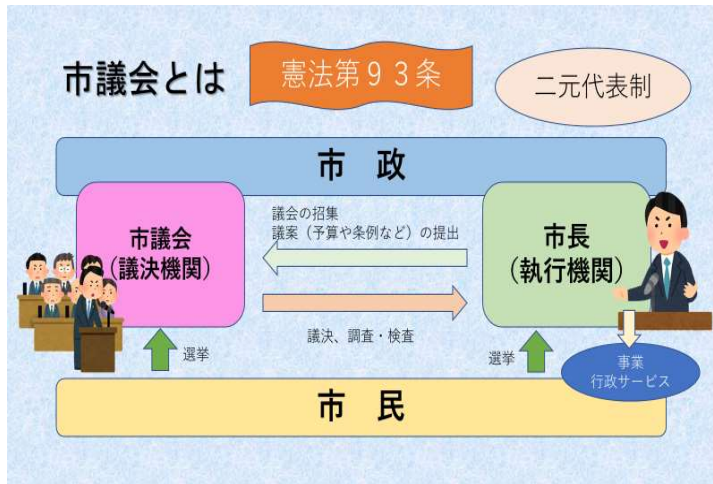 市議会とは
憲法第９３条
二元代表制
市　政
議会の招集
議案（予算や条例など）の提出
市議会
（議決機関）
市長
（執行機関）
議決、調査・検査
選挙
選挙
事業
行政サービス
市　民